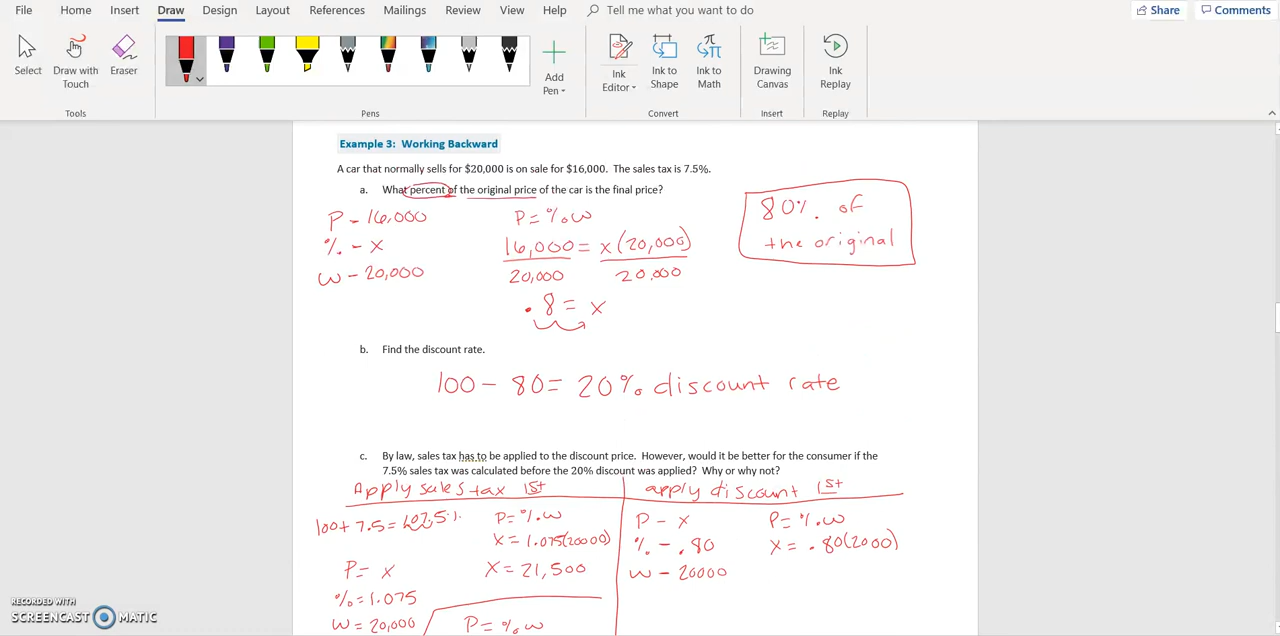 File Home Insert Draw Design Layout References Mailings Review View Help Tell me what you want to do Share Comments
Select Draw with Touch Eraser Add Pen Ink Editor Ink to Shape Ink to Math Drawing Canvas Ink Replay
Tools Pens Convert Insert Replay
Example 3: Working Backward
A car that normally sells for $20,000 is on sale for $16,000. The sales tax is 7.5%.
a. What percent of the original price of the car is the final price?
P - 16,000
% - x
w - 20,000
P = %.w
16,000 = x(20,000)
20,000 20,000
.8 = x
80% of
the original
b. Find the discount rate.
100 - 80 = 20% discount rate
c. By law, sales tax has to be applied to the discount price. However, would it be better for the consumer if the
7.5% sales tax was calculated before the 20% discount was applied? Why or why not?
Apply sales tax 1st
100 + 7.5 = 107.5%
P = %.w
x = 1.075(20000)
x = 21,500
P = x
% = 1.075
w = 20,000
P = %.w
apply discount 1st
P - x
% - .80
w - 20000
P = %.w
x = .80(2000)
RECORDED WITH
SCREENCAST MATIC